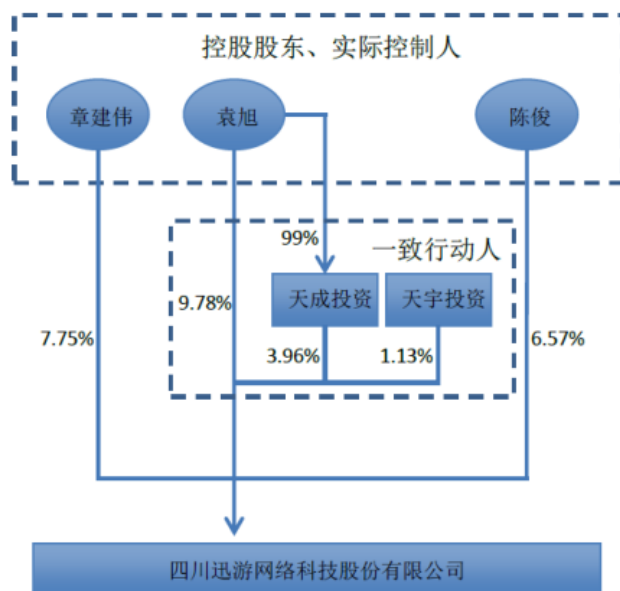 控股股东、实际控制人
章建伟
袁旭
陈俊
99%
一致行动人
9.78%
天成投资
天宇投资
7.75%
3.96%
1.13%
6.57%
四川迅游网络科技股份有限公司